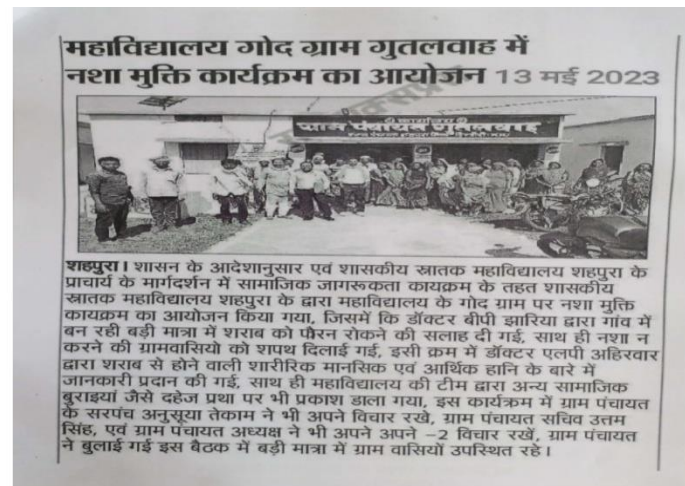 महाविद्यालय गोद ग्राम गुतलवाह में
नशा मुक्ति कार्यक्रम का आयोजन 13 मई 2023
कार्यालय
ग्राम पंचायत गुतलवाह
शहपुरा। शासन के आदेशानुसार एवं शासकीय स्नातक महाविद्यालय शहपुरा के
प्राचार्य के मार्गदर्शन में सामाजिक जागरूकता कायक्रम के तहत शासकीय
स्नातक महाविद्यालय शहपुरा के द्वारा महाविद्यालय के गोद ग्राम पर नशा मुक्ति
कायक्रम का आयोजन किया गया, जिसमें कि डॉक्टर बीपी झारिया द्वारा गांव में
बन रही बड़ी मात्रा में शराब को फौरन रोकने की सलाह दी गई, साथ ही नशा न
करने की ग्रामवासियो को शपथ दिलाई गई, इसी क्रम में डॉक्टर एलपी अहिरवार
द्वारा शराब से होने वाली शारीरिक मानसिक एवं आर्थिक हानि के बारे में
जानकारी प्रदान की गई, साथ ही महाविद्यालय की टीम द्वारा अन्य सामाजिक
बुराइयां जैसे दहेज प्रथा पर भी प्रकाश डाला गया, इस कार्यक्रम में ग्राम पंचायत
के सरपंच अनुसूया तेकाम ने भी अपने विचार रखे, ग्राम पंचायत सचिव उत्तम
सिंह, एवं ग्राम पंचायत अध्यक्ष ने भी अपने अपने –2 विचार रखें, ग्राम पंचायत
ने बुलाई गई इस बैठक में बड़ी मात्रा में ग्राम वासियों उपस्थित रहे।